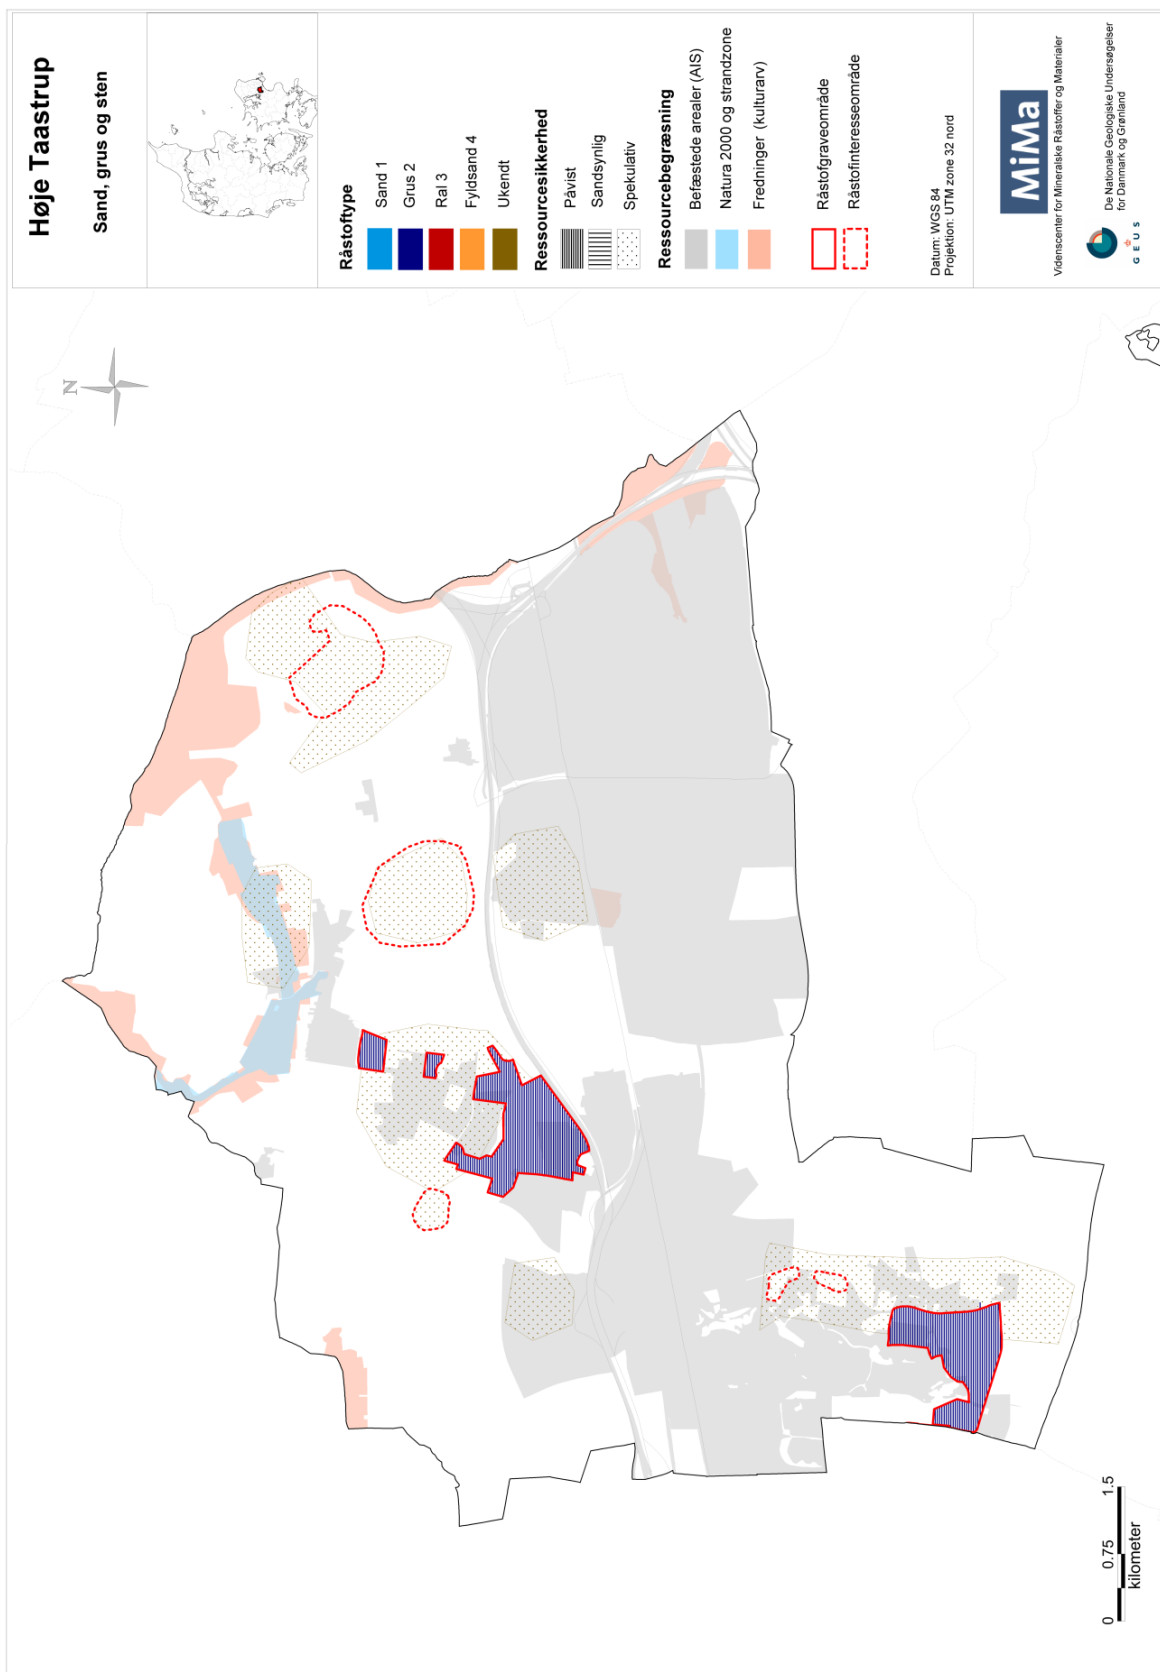 Høje Taastrup
Sand, grus og sten
Råstoftype
Sand 1
Grus 2
Ral 3
Fyldsand 4
Ukendt
Ressourcesikkerhed
Påvist
Sandsynlig
Spekulativ
Ressourcebegræsning
Befæstede arealer (AIS)
Natura 2000 og strandzone
Fredninger (kulturarv)
Råstofgraveområde
Råstofinteresseområde
Datum: WGS 84
Projektion: UTM zone 32 nord
MiMa
Videnscenter for Mineralske Råstoffer og Materialer
G E U S
De Nationale Geologiske Undersøgelser
for Danmark og Grønland
N
0 0.75 1.5
kilometer